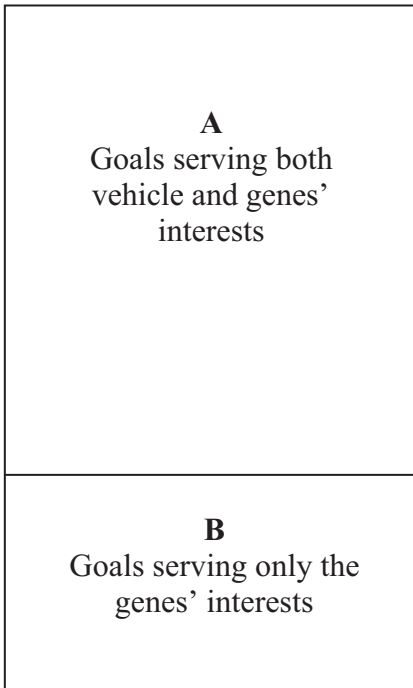 A
Goals serving both
vehicle and genes’
interests
B
Goals serving only the
genes’ interests